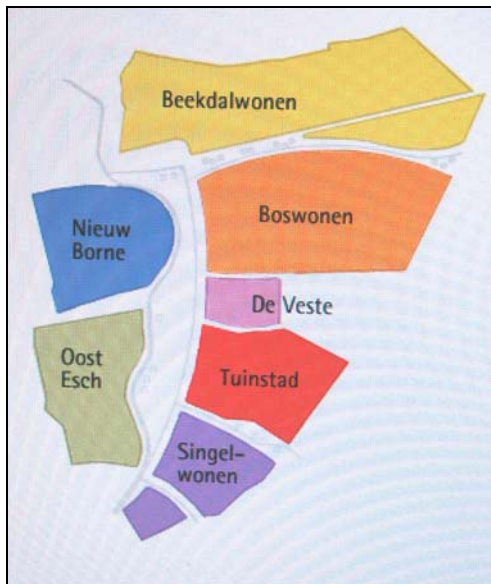 Beekdalwonen
Boswonen
Nieuw
Borne
De Veste
Oost
Esch
Tuinstad
Singel-
wonen